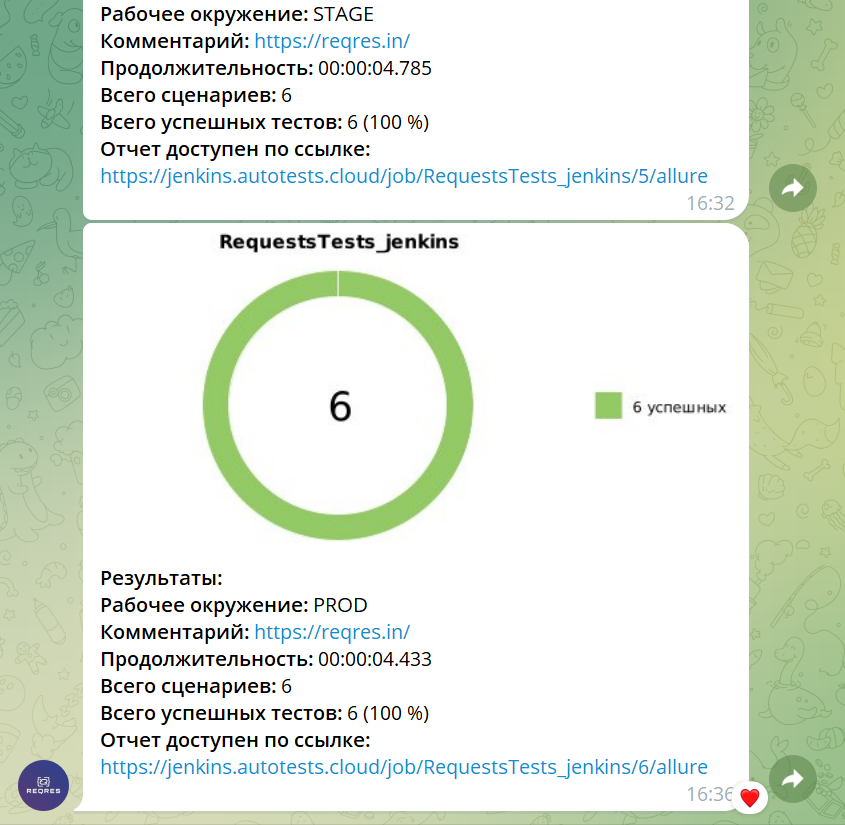 Рабочее окружение: STAGE
Комментарий: https://reqres.in/
Продолжительность: 00:00:04.785
Всего сценариев: 6
Всего успешных тестов: 6 (100 %)
Отчет доступен по ссылке:
https://jenkins.autotests.cloud/job/RequestsTests_jenkins/5/allure
16:32
RequestsTests_jenkins
6
6 успешных
Результаты:
Рабочее окружение: PROD
Комментарий: https://reqres.in/
Продолжительность: 00:00:04.433
Всего сценариев: 6
Всего успешных тестов: 6 (100 %)
Отчет доступен по ссылке:
https://jenkins.autotests.cloud/job/RequestsTests_jenkins/6/allure
16:36
REQRES